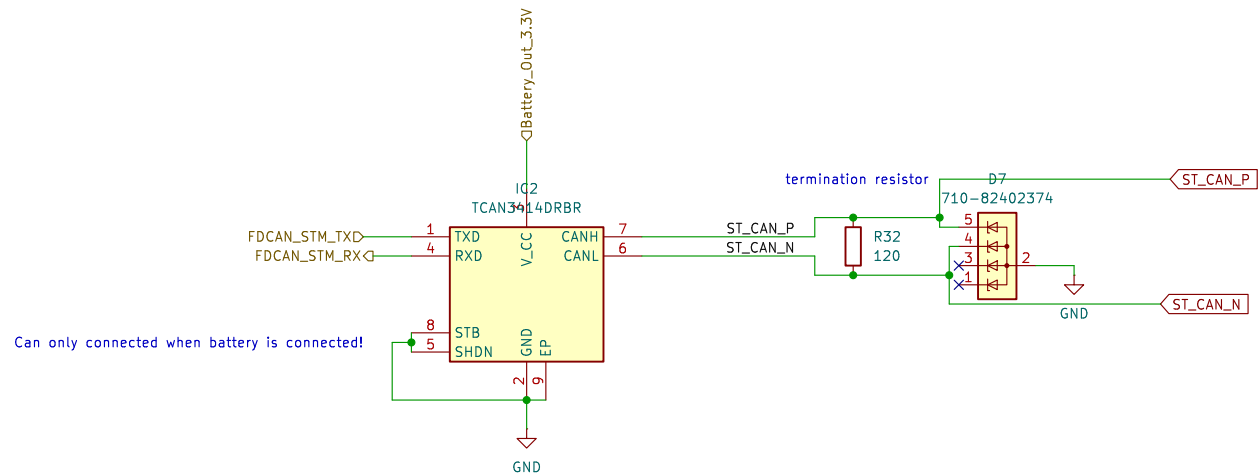 Battery_Out_3.3V
IC2
TCAN3414DRBR
3
V_CC
FDCAN_STM_TX
1
TXD
FDCAN_STM_RX
4
RXD
CANH
7
ST_CAN_P
CANL
6
ST_CAN_N
termination resistor
R32
120
D7
710-82402374
5
4
3
1
2
GND
ST_CAN_P
ST_CAN_N
Can only connected when battery is connected!
8
STB
5
SHDN
GND
EP
2
9
GND